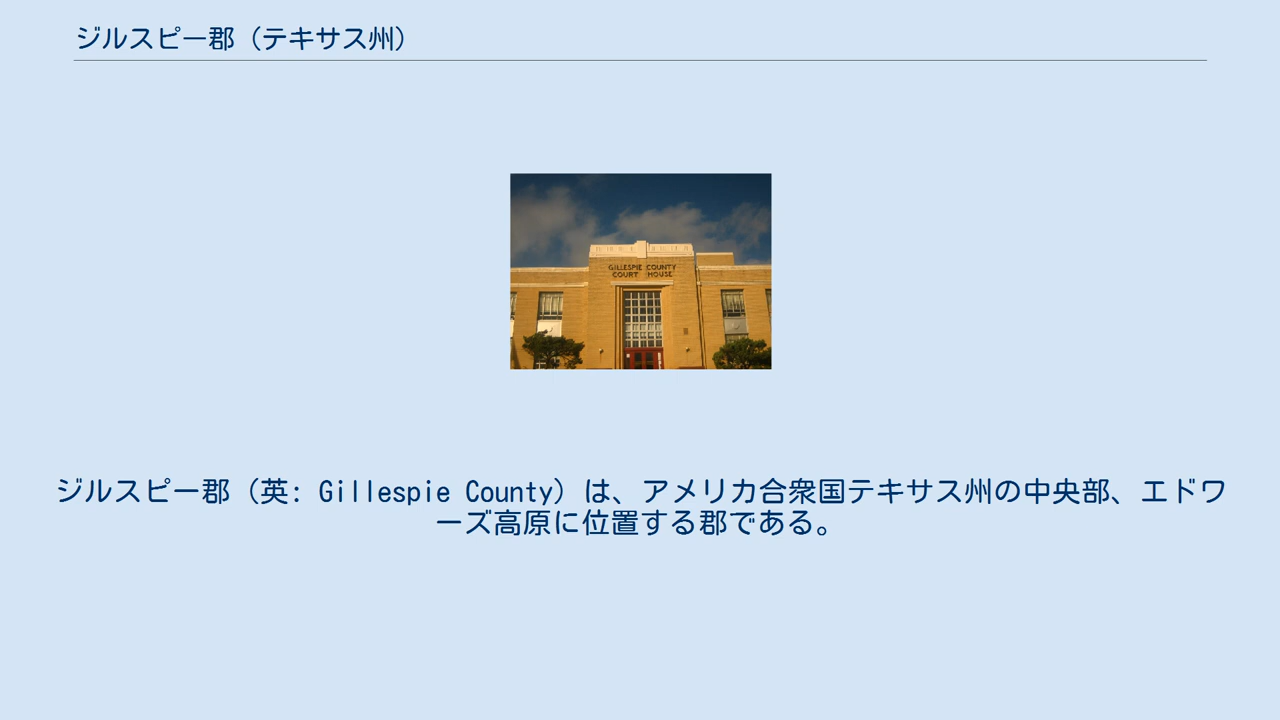 ジルスピー郡（テキサス州）
GILLESPIE COUNTY
COURT HOUSE
ジルスピー郡（英: Gillespie County）は、アメリカ合衆国テキサス州の中央部、エドワ
ーズ高原に位置する郡である。